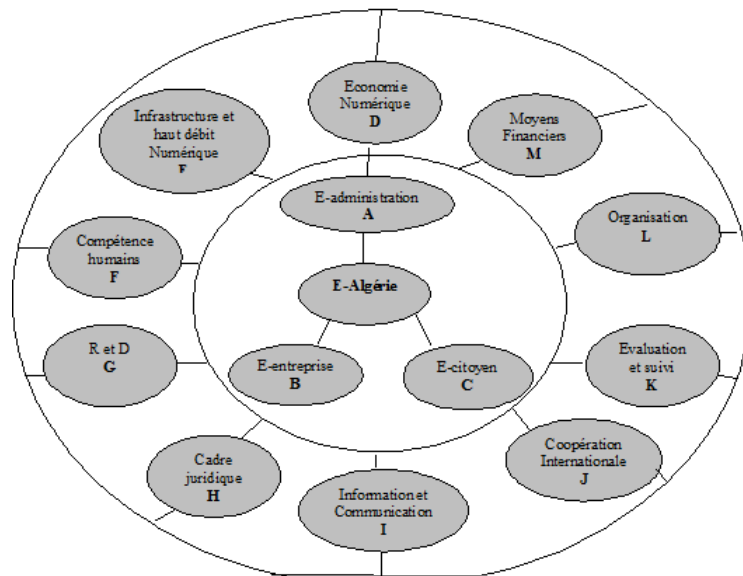 Economie
Numérique
D
Moyens
Financiers
M
Infrastructure et
haut débit
Numérique
E
E-administration
A
Organisation
L
Compétence
humains
F
E-Algérie
R et D
G
E-entreprise
B
E-citoyen
C
Evaluation
et suivi
K
Cadre
juridique
H
Information et
Communication
I
Coopération
Internationale
J